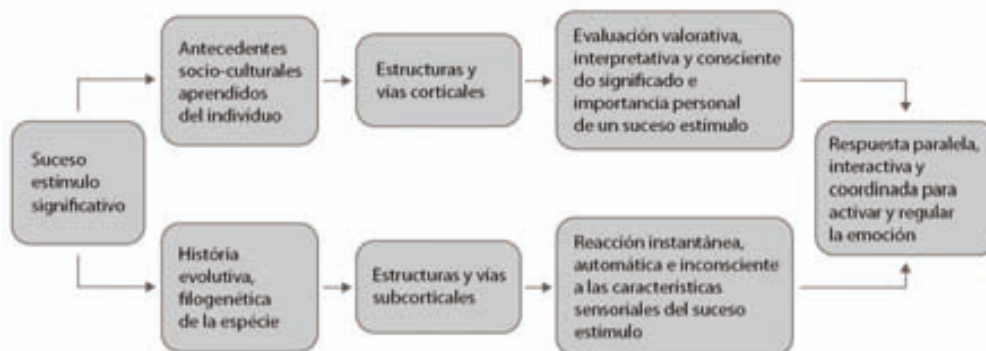 Suceso
estímulo
significativo
Antecedentes
socio-culturales
aprendidos
del indivíduo
Estructuras y
vías corticales
Evaluación valorativa,
interpretativa y consciente
do significado e
importancia personal
de un suceso estímulo
História
evolutiva,
filogenética
de la espécie
Estructuras y vías
subcorticales
Reacción instantánea,
automática e inconsciente
a las características
sensoriales del suceso
estímulo
Respuesta paralela,
interactiva y
coordinada para
activar y regular
la emoción